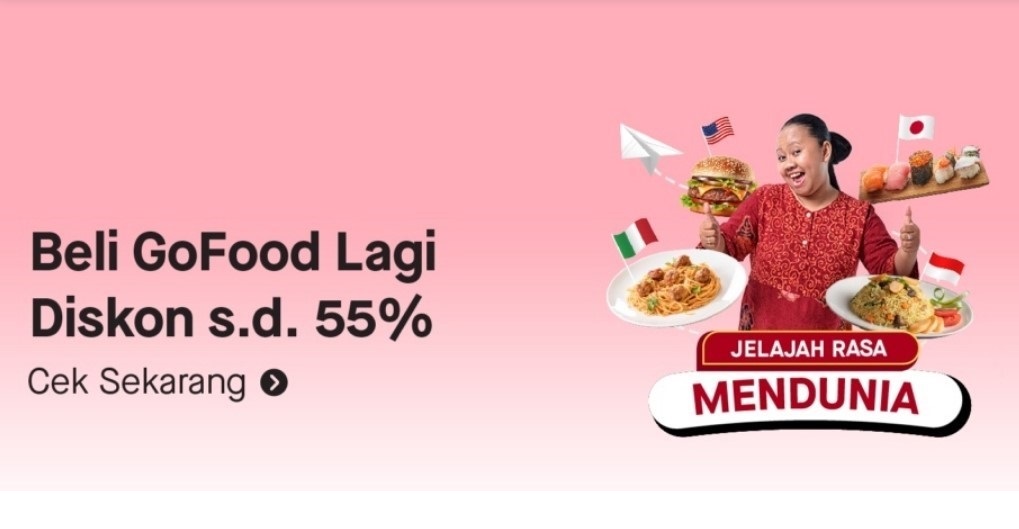 Beli GoFood Lagi
Diskon s.d. 55%
Cek Sekarang
JELAJAH RASA
MENDUNIA